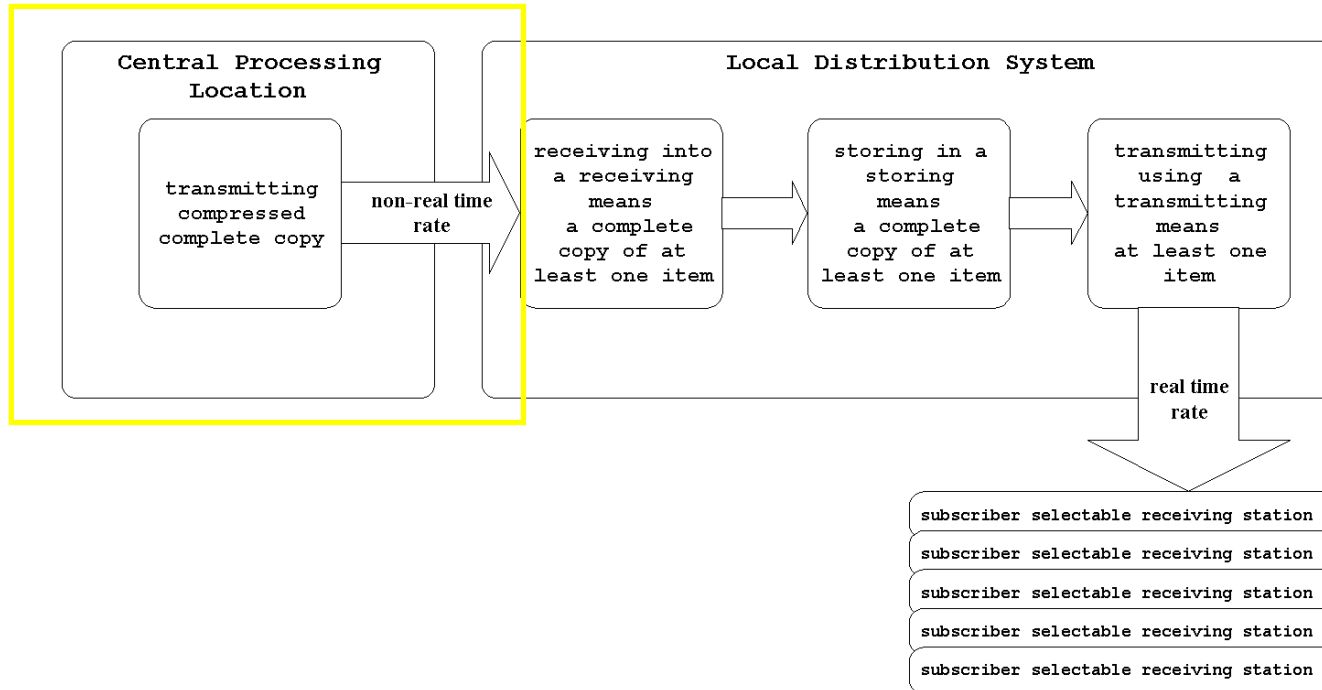 Central Processing
Location
Local Distribution System
transmitting
compressed
complete copy
non-real time
rate
receiving into
a receiving
means
a complete
copy of at
least one item
storing in a
storing
means
a complete
copy of at
least one item
transmitting
using a
transmitting
means
at least one
item
real time
rate
subscriber selectable receiving station
subscriber selectable receiving station
subscriber selectable receiving station
subscriber selectable receiving station
subscriber selectable receiving station